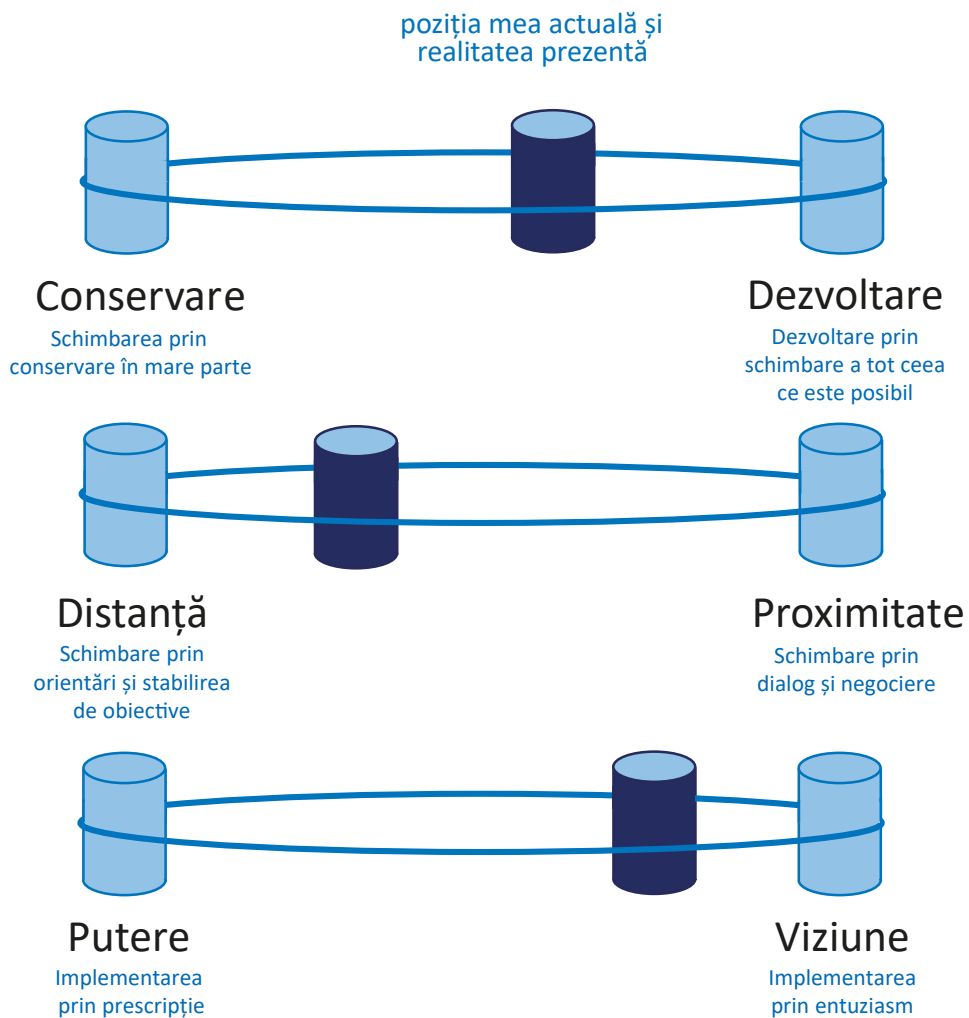 poziția mea actuală și
realitatea prezentă
Conservare
Schimbarea prin
conservare în mare parte
Dezvoltare
Dezvoltare prin
schimbare a tot ceea
ce este posibil
Distanță
Schimbare prin
orientări și stabilirea
de obiective
Proximitate
Schimbare prin
dialog și negociere
Putere
Implementarea
prin prescripție
Viziune
Implementarea
prin entuziasm